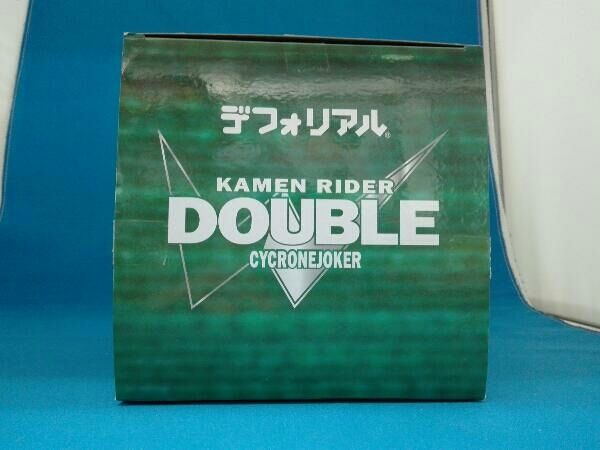 デフォリアル®
KAMEN RIDER
DOUBLE
CYCRONEJOKER